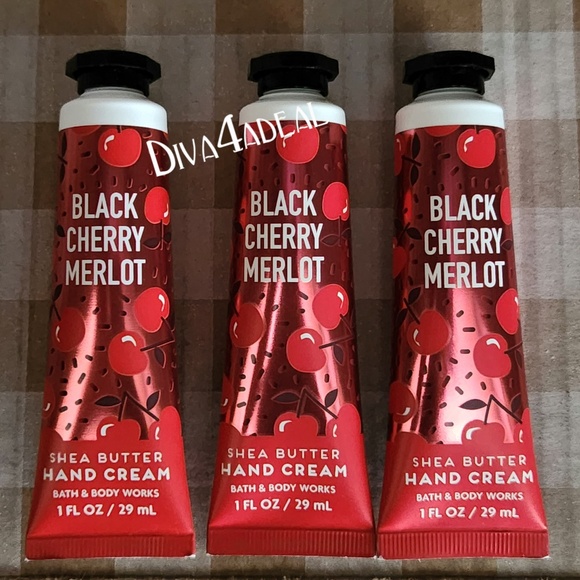 Diva4adeal
BLACK
CHERRY
MERLOT
SHEA BUTTER
HAND CREAM
BATH & BODY WORKS
1 FL OZ / 29 mL
BLACK
CHERRY
MERLOT
SHEA BUTTER
HAND CREAM
BATH & BODY WORKS
1 FL OZ / 29 mL
BLACK
CHERRY
MERLOT
SHEA BUTTER
HAND CREAM
BATH & BODY WORKS
1 FL OZ / 29 mL